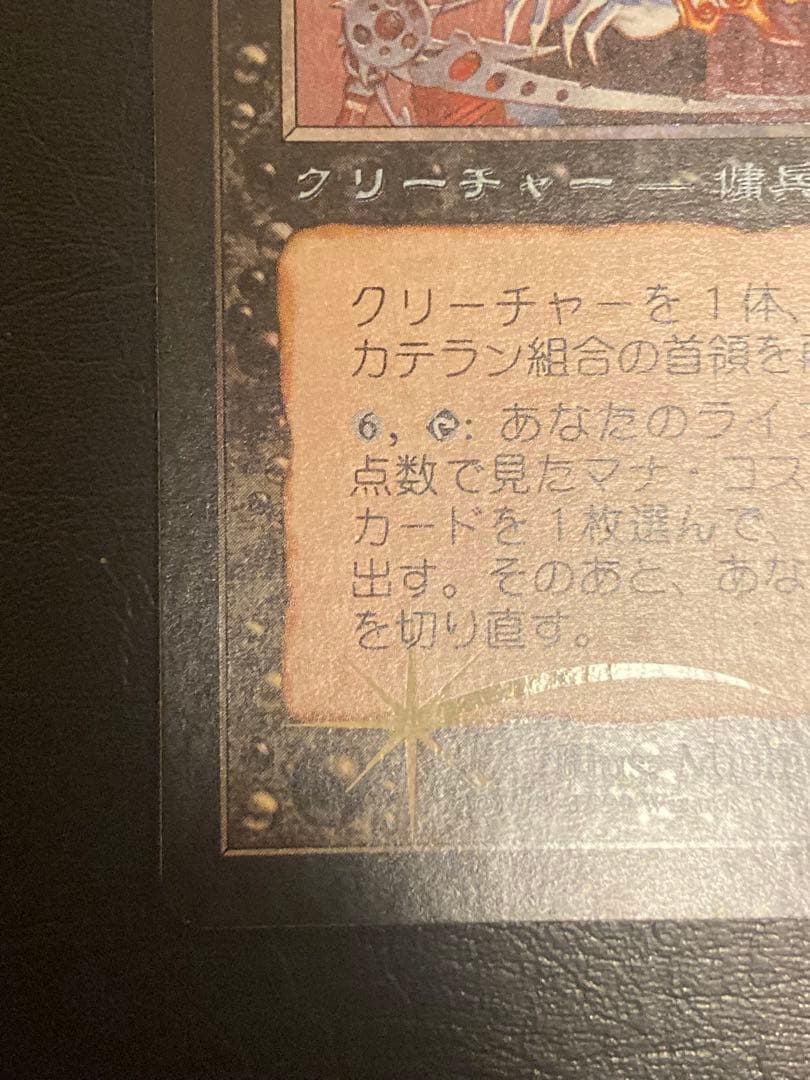 クリーチャー — 傭兵
クリーチャーを1体、
カテラン組合の首領を
6, : あなたのライ
点数で見たマナ・コス
カードを1枚選んで、
出す。そのあと、あな
を切り直す。